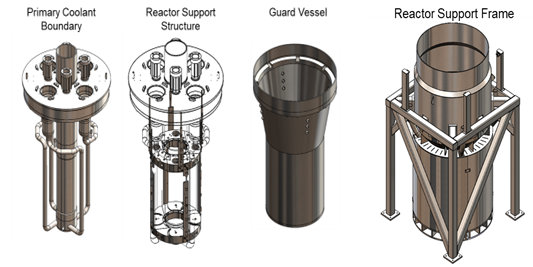 Primary Coolant
Boundary
Reactor Support
Structure
Guard Vessel
Reactor Support Frame